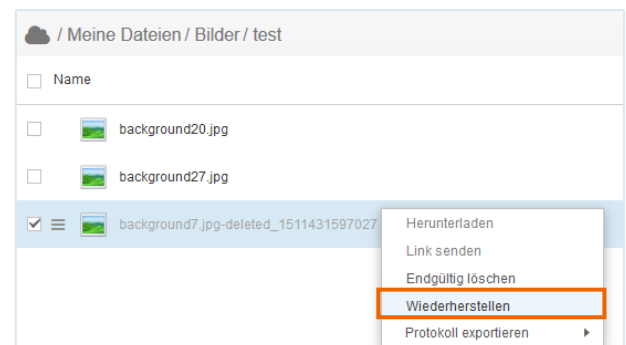 / Meine Dateien / Bilder / test
Name
background20.jpg
background27.jpg
background7.jpg-deleted_1511431597027
Herunterladen
Link senden
Endgültig löschen
Wiederherstellen
Protokoll exportieren